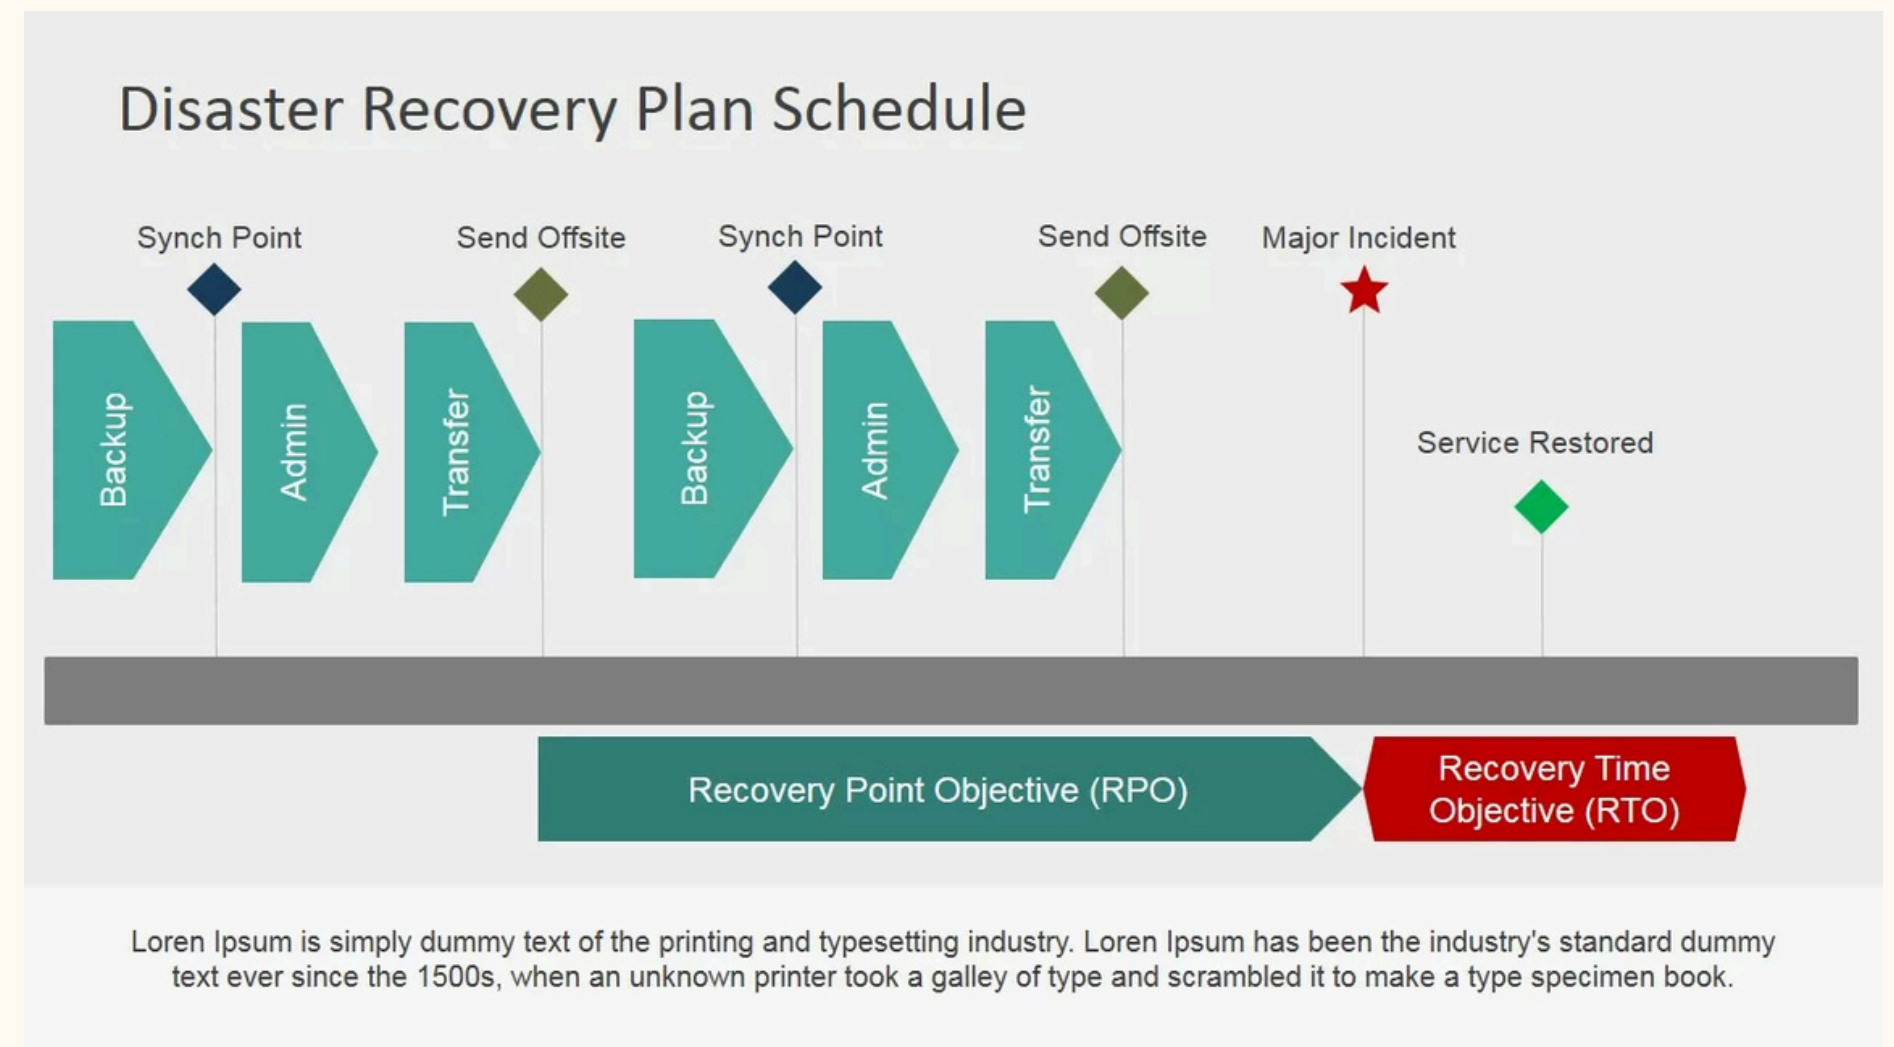 Disaster Recovery Plan Schedule
Synch Point
Send Offsite
Synch Point
Send Offsite
Major Incident
Backup
Admin
Transfer
Backup
Admin
Transfer
Service Restored
Recovery Point Objective (RPO)
Recovery Time
Objective (RTO)
Loren Ipsum is simply dummy text of the printing and typesetting industry. Loren Ipsum has been the industry's standard dummy
text ever since the 1500s, when an unknown printer took a galley of type and scrambled it to make a type specimen book.